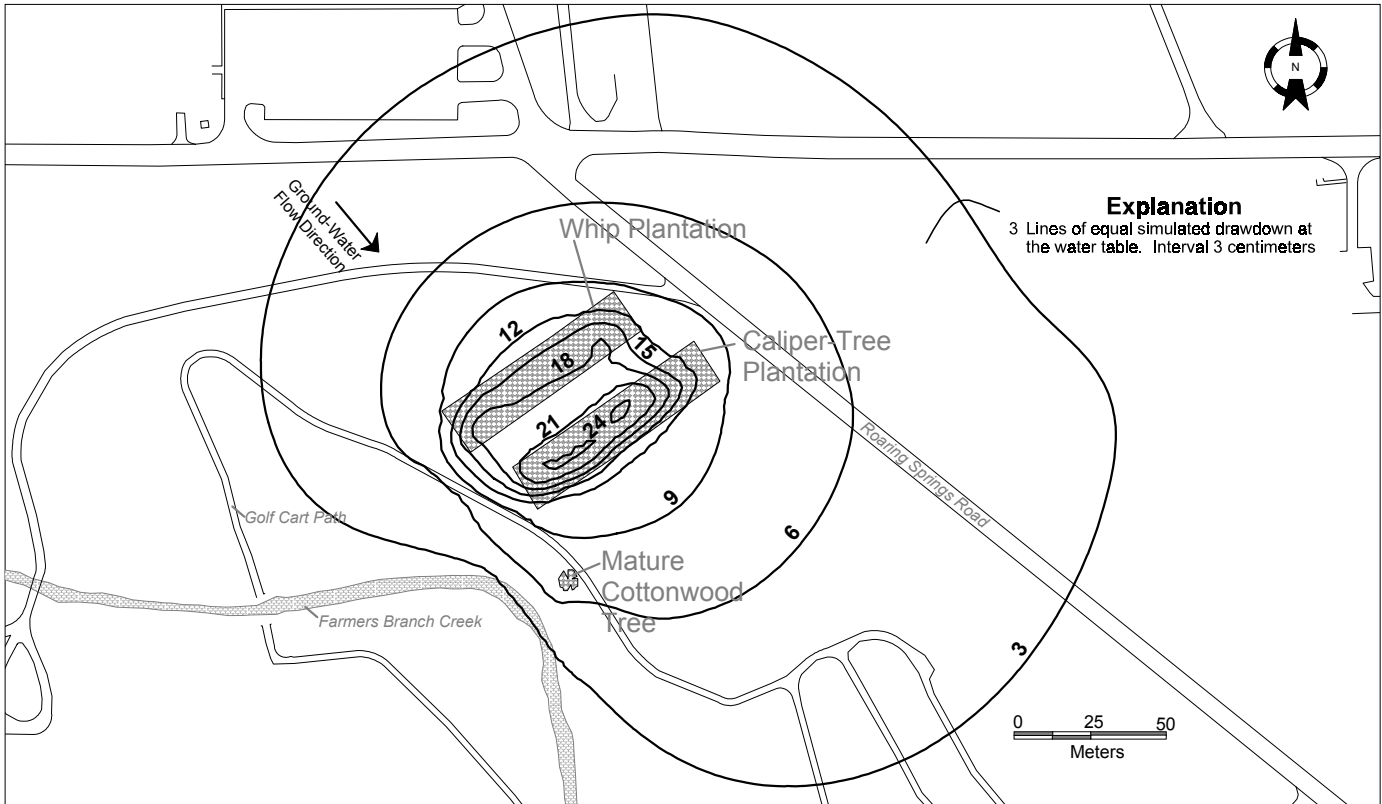 N
Ground-Water
Flow Direction
Whip Plantation
Explanation
3 Lines of equal simulated drawdown at
the water table. Interval 3 centimeters
12
15
18
Caliper-Tree
Plantation
21
24
Roaring Springs Road
9
6
Golf Cart Path
Mature
Cottonwood
Tree
Farmers Branch Creek
3
0 25 50
Meters